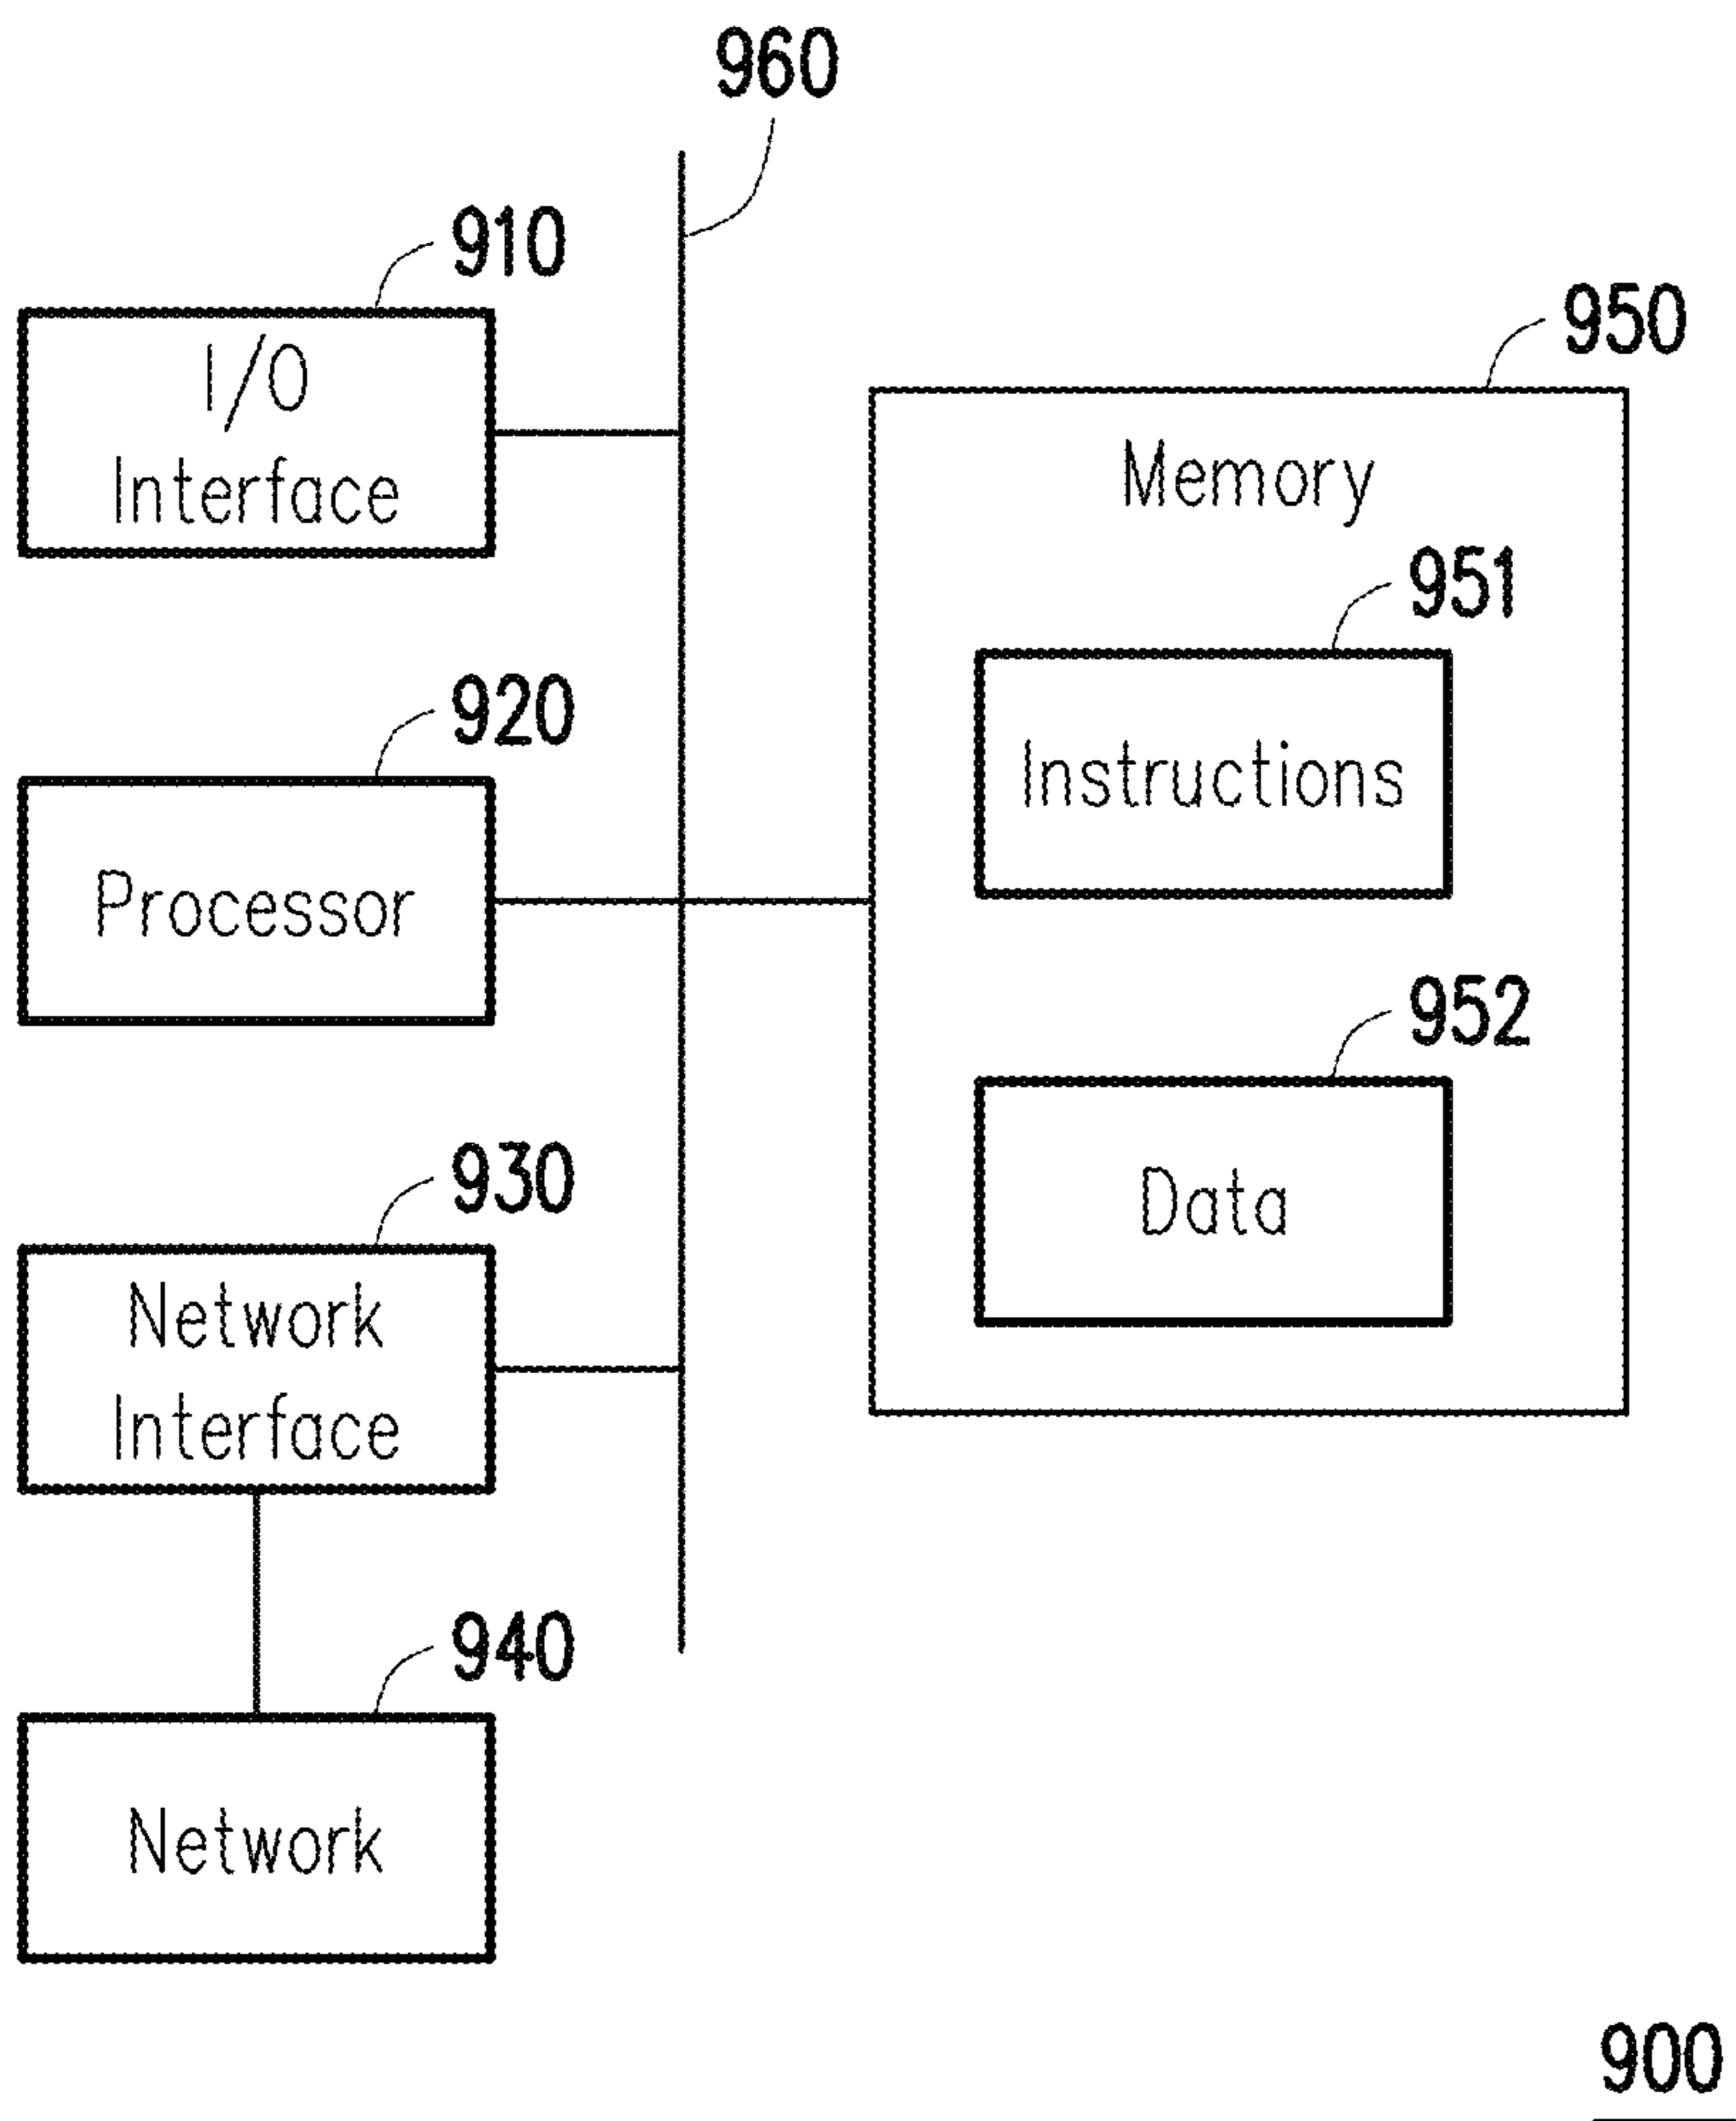 960
910
I/O
Interface
950
Memory
951
Instructions
920
Processor
952
Data
930
Network
Interface
940
Network
900